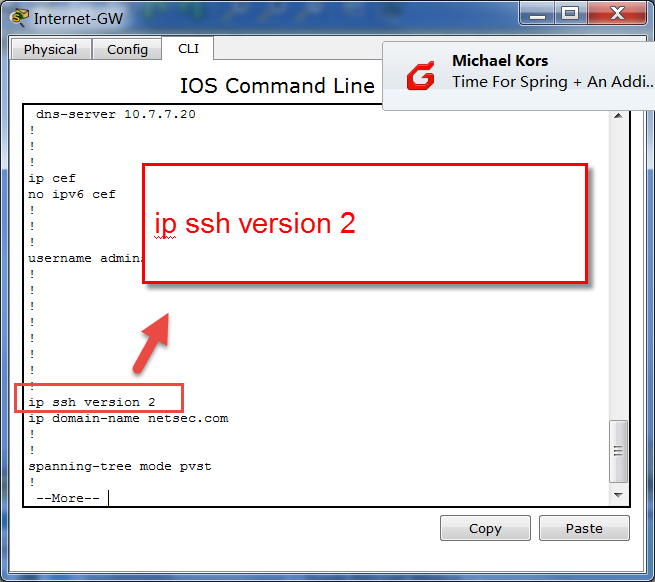 Internet-GW
Physical
Config
CLI
Michael Kors
Time For Spring + An Addi...
IOS Command Line
dns-server 10.7.7.20
!
!
!
ip cef
no ipv6 cef
!
!
!
ip ssh version 2
username admin
!
!
!
!
!
!
!
!
ip ssh version 2
ip domain-name netsec.com
!
!
spanning-tree mode pvst
!
--More--
Copy
Paste